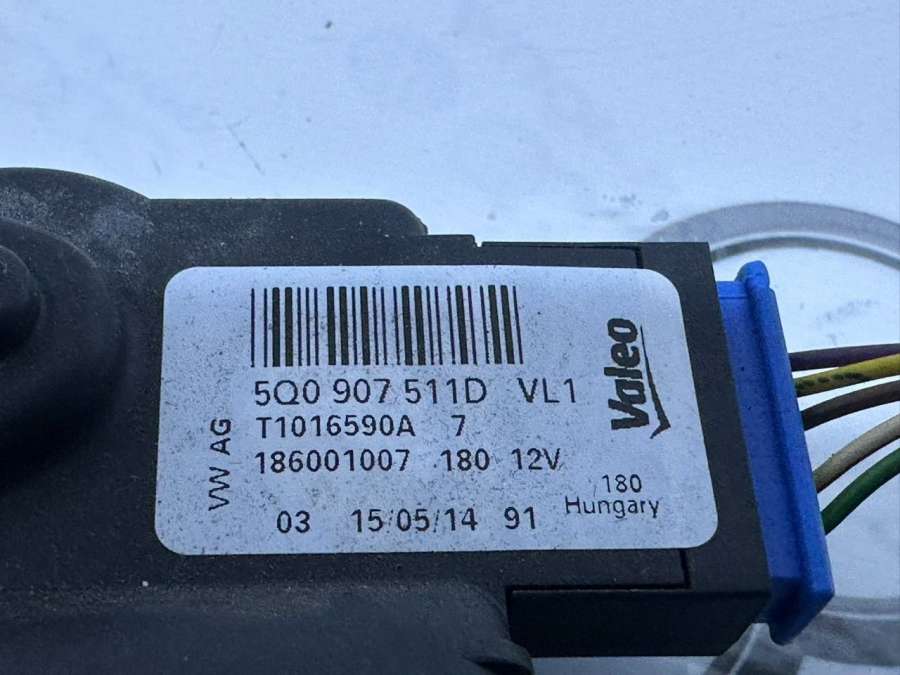 5Q0 907 511D VL1
T1016590A 7
186001007 180 12V
03 15/05/14 91
VW AG
Valeo
180
Hungary